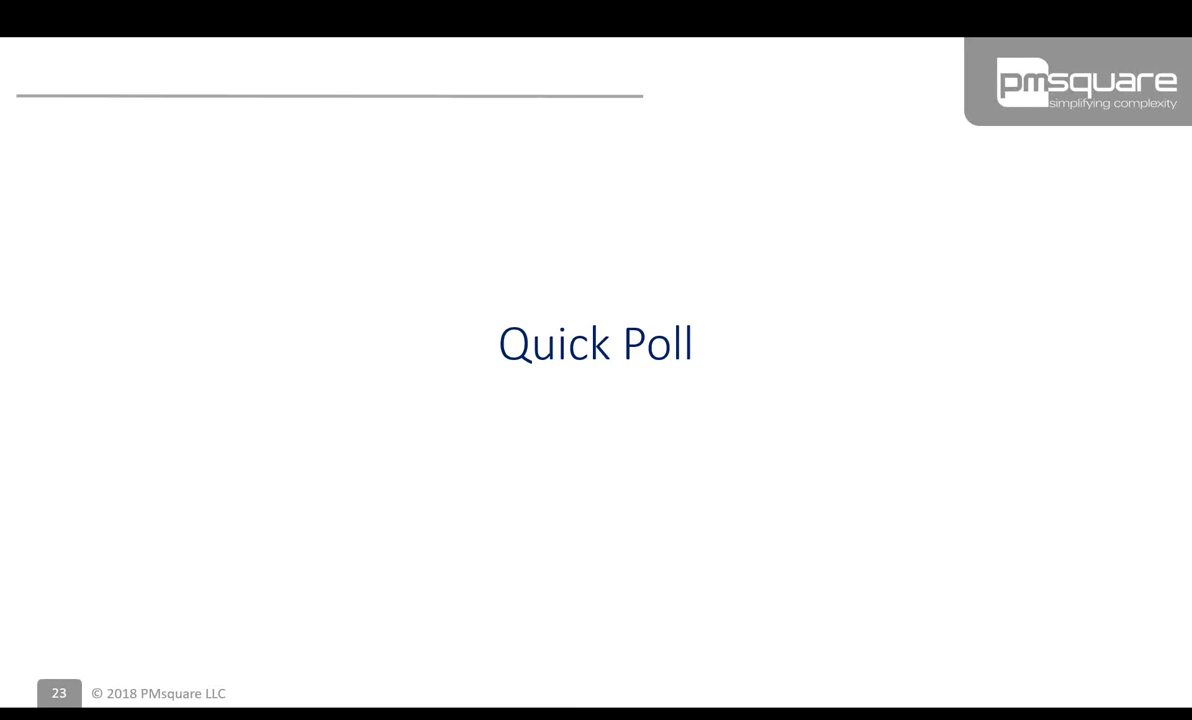 pmsquare
simplifying complexity
Quick Poll
23
© 2018 PMsquare LLC